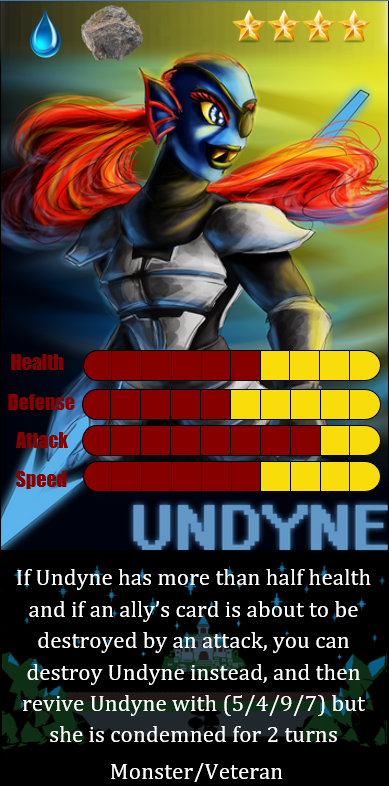 Health
Defense
Attack
Speed
UNDYNE
If Undyne has more than half health
and if an ally’s card is about to be
destroyed by an attack, you can
destroy Undyne instead, and then
revive Undyne with (5/4/9/7) but
she is condemned for 2 turns
Monster/Veteran